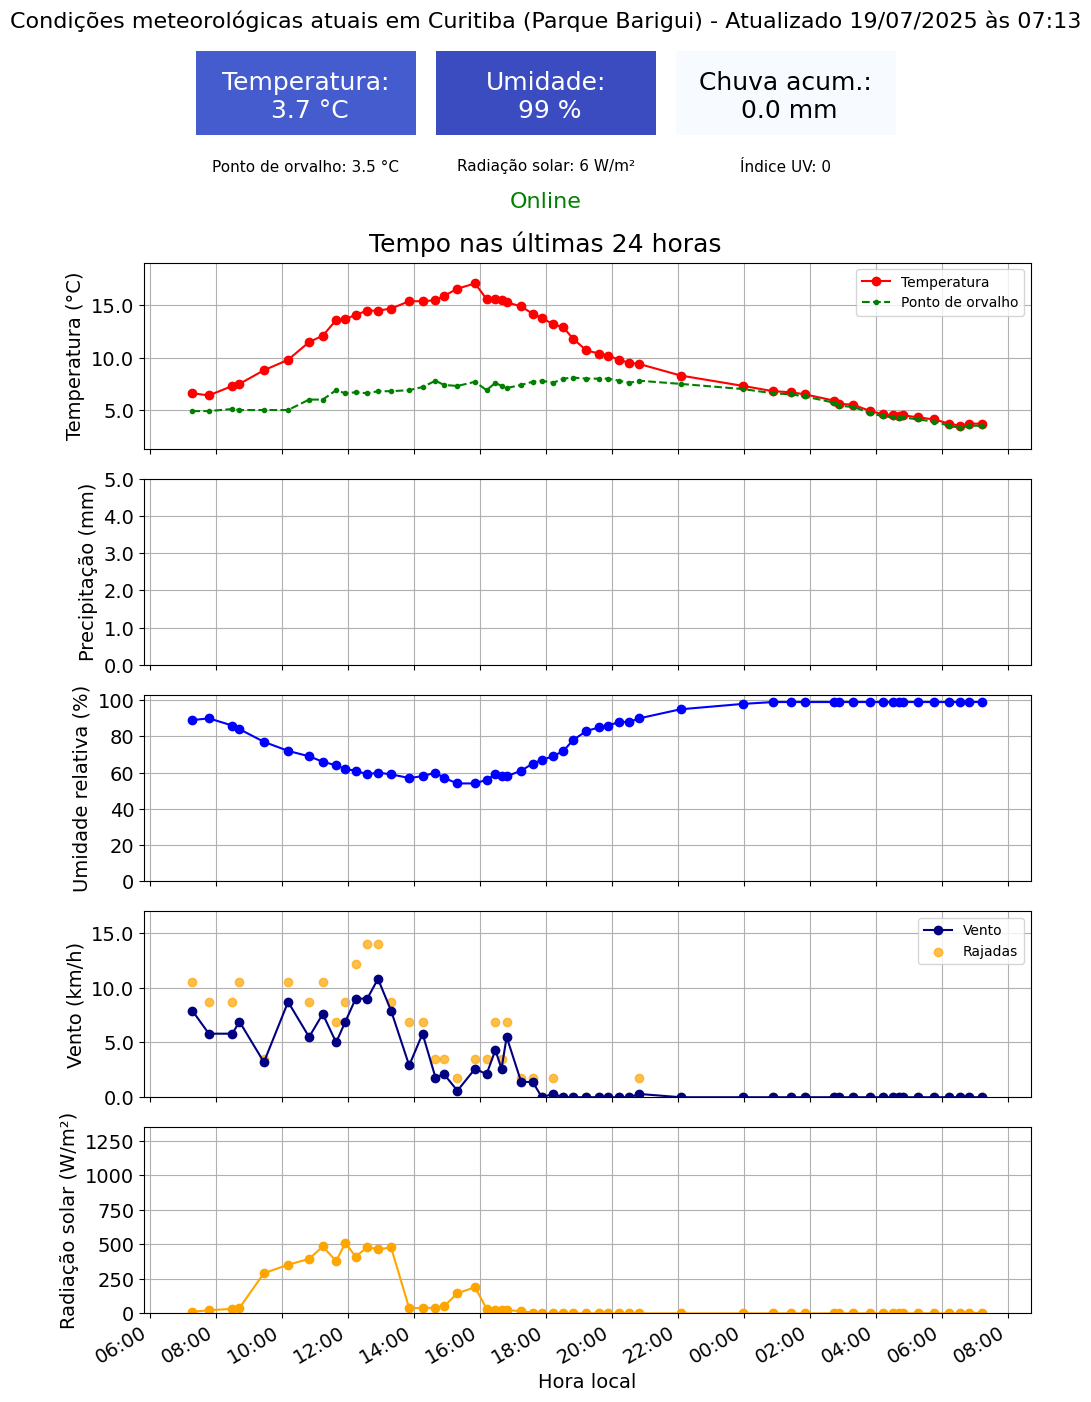 Condições meteorológicas atuais em Curitiba (Parque Barigui) - Atualizado 19/07/2025 às 07:13
Temperatura:
3.7 °C
Umidade:
99 %
Chuva acum.:
0.0 mm
Ponto de orvalho: 3.5 °C
Radiação solar: 6 W/m²
Índice UV: 0
Online
Tempo nas últimas 24 horas
Temperatura (°C)
15.0
10.0
5.0
Temperatura
Ponto de orvalho
Precipitação (mm)
5.0
4.0
3.0
2.0
1.0
0.0
Umidade relativa (%)
100
80
60
40
20
0
Vento (km/h)
15.0
10.0
5.0
0.0
Vento
Rajadas
Radiação solar (W/m²)
1250
1000
750
500
250
0
06:00
08:00
10:00
12:00
14:00
16:00
18:00
20:00
22:00
00:00
02:00
04:00
06:00
08:00
Hora local